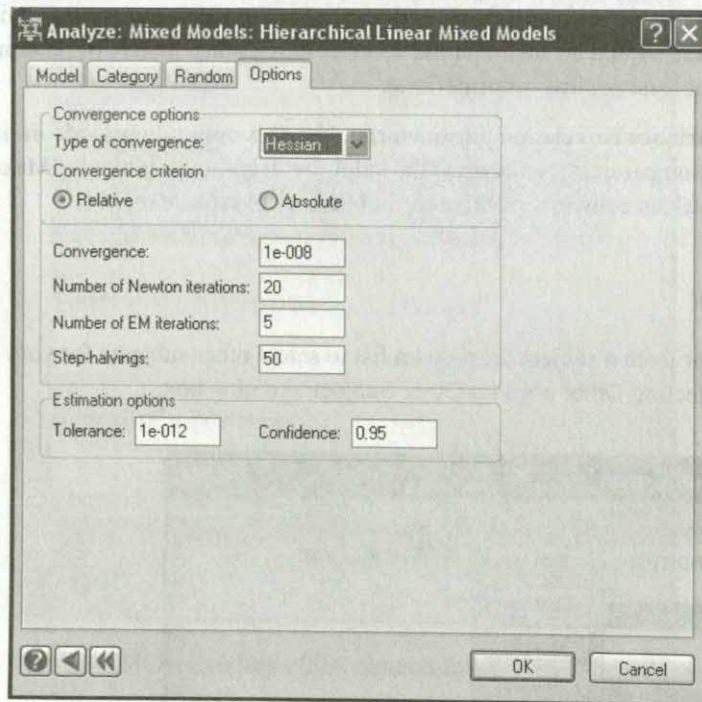 Analyze: Mixed Models: Hierarchical Linear Mixed Models
Model Category Random Options
Convergence options
Type of convergence: Hessian
Convergence criterion
Relative Absolute
Convergence: 1e-008
Number of Newton iterations: 20
Number of EM iterations: 5
Step-halvings: 50
Estimation options
Tolerance: 1e-012 Confidence: 0.95
OK Cancel